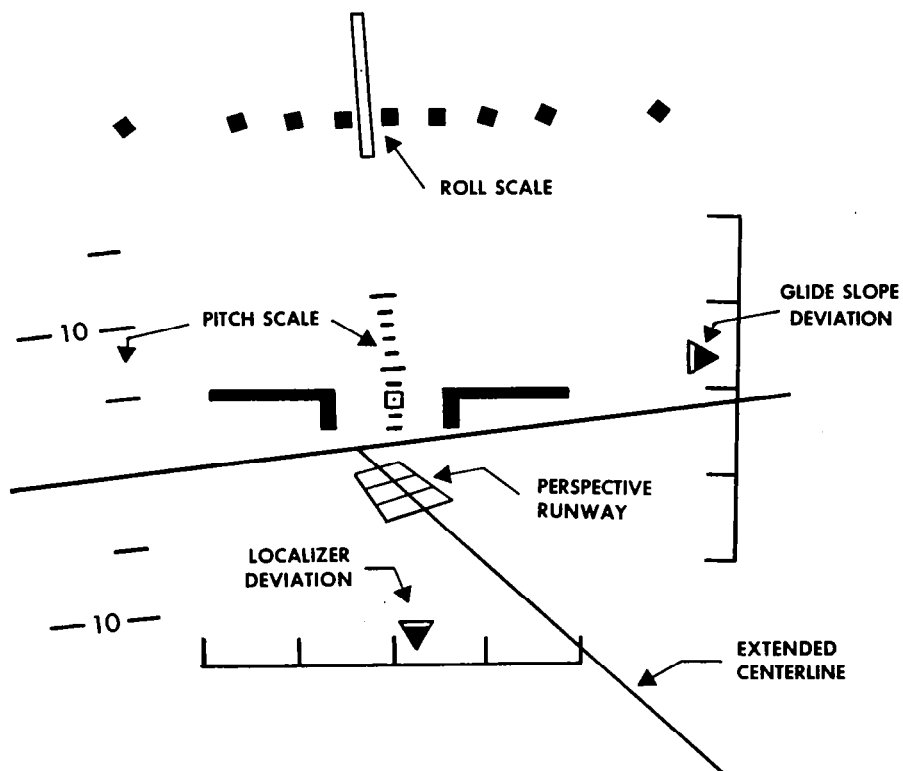 ROLL SCALE
GLIDE SLOPE
DEVIATION
PITCH SCALE
10
PERSPECTIVE
RUNWAY
LOCALIZER
DEVIATION
10
EXTENDED
CENTERLINE